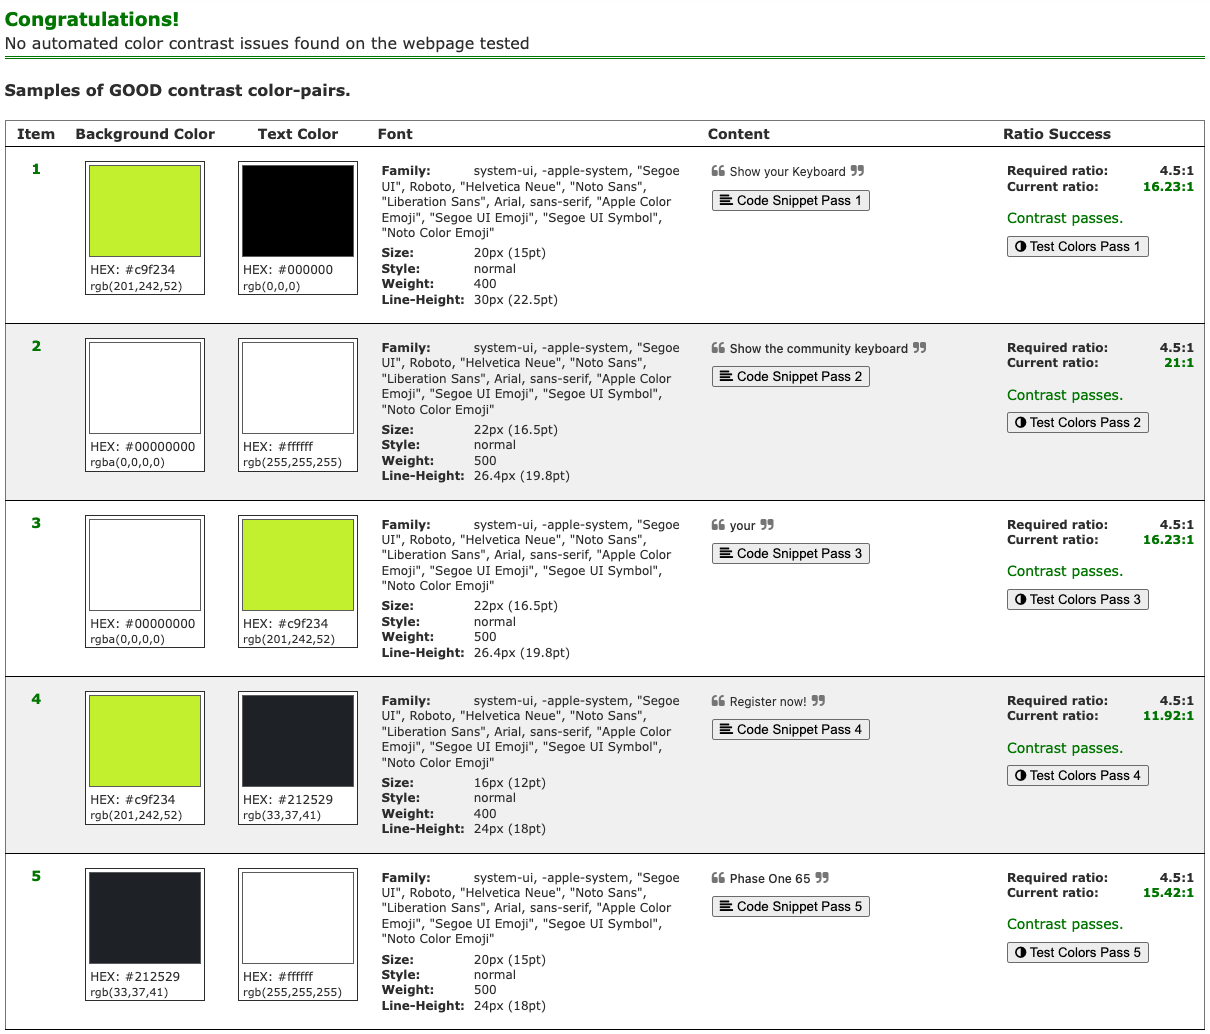 Congratulations!
No automated color contrast issues found on the webpage tested
Samples of GOOD contrast color-pairs.
Item Background Color Text Color Font Content Ratio Success
1
HEX: #c9f234
rgb(201,242,52)
HEX: #000000
rgb(0,0,0)
Family: system-ui, -apple-system, "Segoe
UI", Roboto, "Helvetica Neue", "Noto Sans",
"Liberation Sans", Arial, sans-serif, "Apple Color
Emoji", "Segoe UI Emoji", "Segoe UI Symbol",
"Noto Color Emoji"
Size: 20px (15pt)
Style: normal
Weight: 400
Line-Height: 30px (22.5pt)
❝ Show your Keyboard ❞
Code Snippet Pass 1
Required ratio: 4.5:1
Current ratio: 16.23:1
Contrast passes.
Test Colors Pass 1
2
HEX: #00000000
rgba(0,0,0,0)
HEX: #ffffff
rgb(255,255,255)
Family: system-ui, -apple-system, "Segoe
UI", Roboto, "Helvetica Neue", "Noto Sans",
"Liberation Sans", Arial, sans-serif, "Apple Color
Emoji", "Segoe UI Emoji", "Segoe UI Symbol",
"Noto Color Emoji"
Size: 22px (16.5pt)
Style: normal
Weight: 500
Line-Height: 26.4px (19.8pt)
❝ Show the community keyboard ❞
Code Snippet Pass 2
Required ratio: 4.5:1
Current ratio: 21:1
Contrast passes.
Test Colors Pass 2
3
HEX: #00000000
rgba(0,0,0,0)
HEX: #c9f234
rgb(201,242,52)
Family: system-ui, -apple-system, "Segoe
UI", Roboto, "Helvetica Neue", "Noto Sans",
"Liberation Sans", Arial, sans-serif, "Apple Color
Emoji", "Segoe UI Emoji", "Segoe UI Symbol",
"Noto Color Emoji"
Size: 22px (16.5pt)
Style: normal
Weight: 500
Line-Height: 26.4px (19.8pt)
❝ your ❞
Code Snippet Pass 3
Required ratio: 4.5:1
Current ratio: 16.23:1
Contrast passes.
Test Colors Pass 3
4
HEX: #c9f234
rgb(201,242,52)
HEX: #212529
rgb(33,37,41)
Family: system-ui, -apple-system, "Segoe
UI", Roboto, "Helvetica Neue", "Noto Sans",
"Liberation Sans", Arial, sans-serif, "Apple Color
Emoji", "Segoe UI Emoji", "Segoe UI Symbol",
"Noto Color Emoji"
Size: 16px (12pt)
Style: normal
Weight: 400
Line-Height: 24px (18pt)
❝ Register now! ❞
Code Snippet Pass 4
Required ratio: 4.5:1
Current ratio: 11.92:1
Contrast passes.
Test Colors Pass 4
5
HEX: #212529
rgb(33,37,41)
HEX: #ffffff
rgb(255,255,255)
Family: system-ui, -apple-system, "Segoe
UI", Roboto, "Helvetica Neue", "Noto Sans",
"Liberation Sans", Arial, sans-serif, "Apple Color
Emoji", "Segoe UI Emoji", "Segoe UI Symbol",
"Noto Color Emoji"
Size: 20px (15pt)
Style: normal
Weight: 500
Line-Height: 24px (18pt)
❝ Phase One 65 ❞
Code Snippet Pass 5
Required ratio: 4.5:1
Current ratio: 15.42:1
Contrast passes.
Test Colors Pass 5